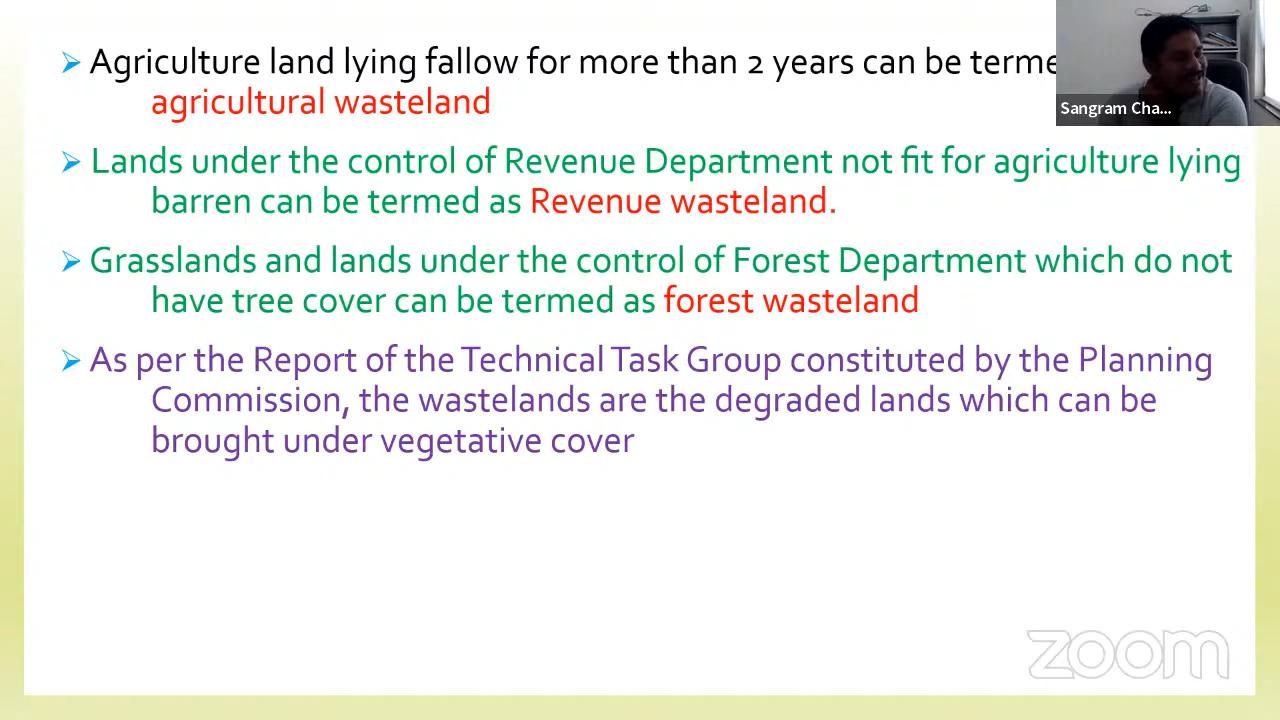 Agriculture land lying fallow for more than 2 years can be terme
agricultural wasteland
Sangram Cha...
Lands under the control of Revenue Department not fit for agriculture lying
barren can be termed as Revenue wasteland.
Grasslands and lands under the control of Forest Department which do not
have tree cover can be termed as forest wasteland
As per the Report of the Technical Task Group constituted by the Planning
Commission, the wastelands are the degraded lands which can be
brought under vegetative cover
zoom